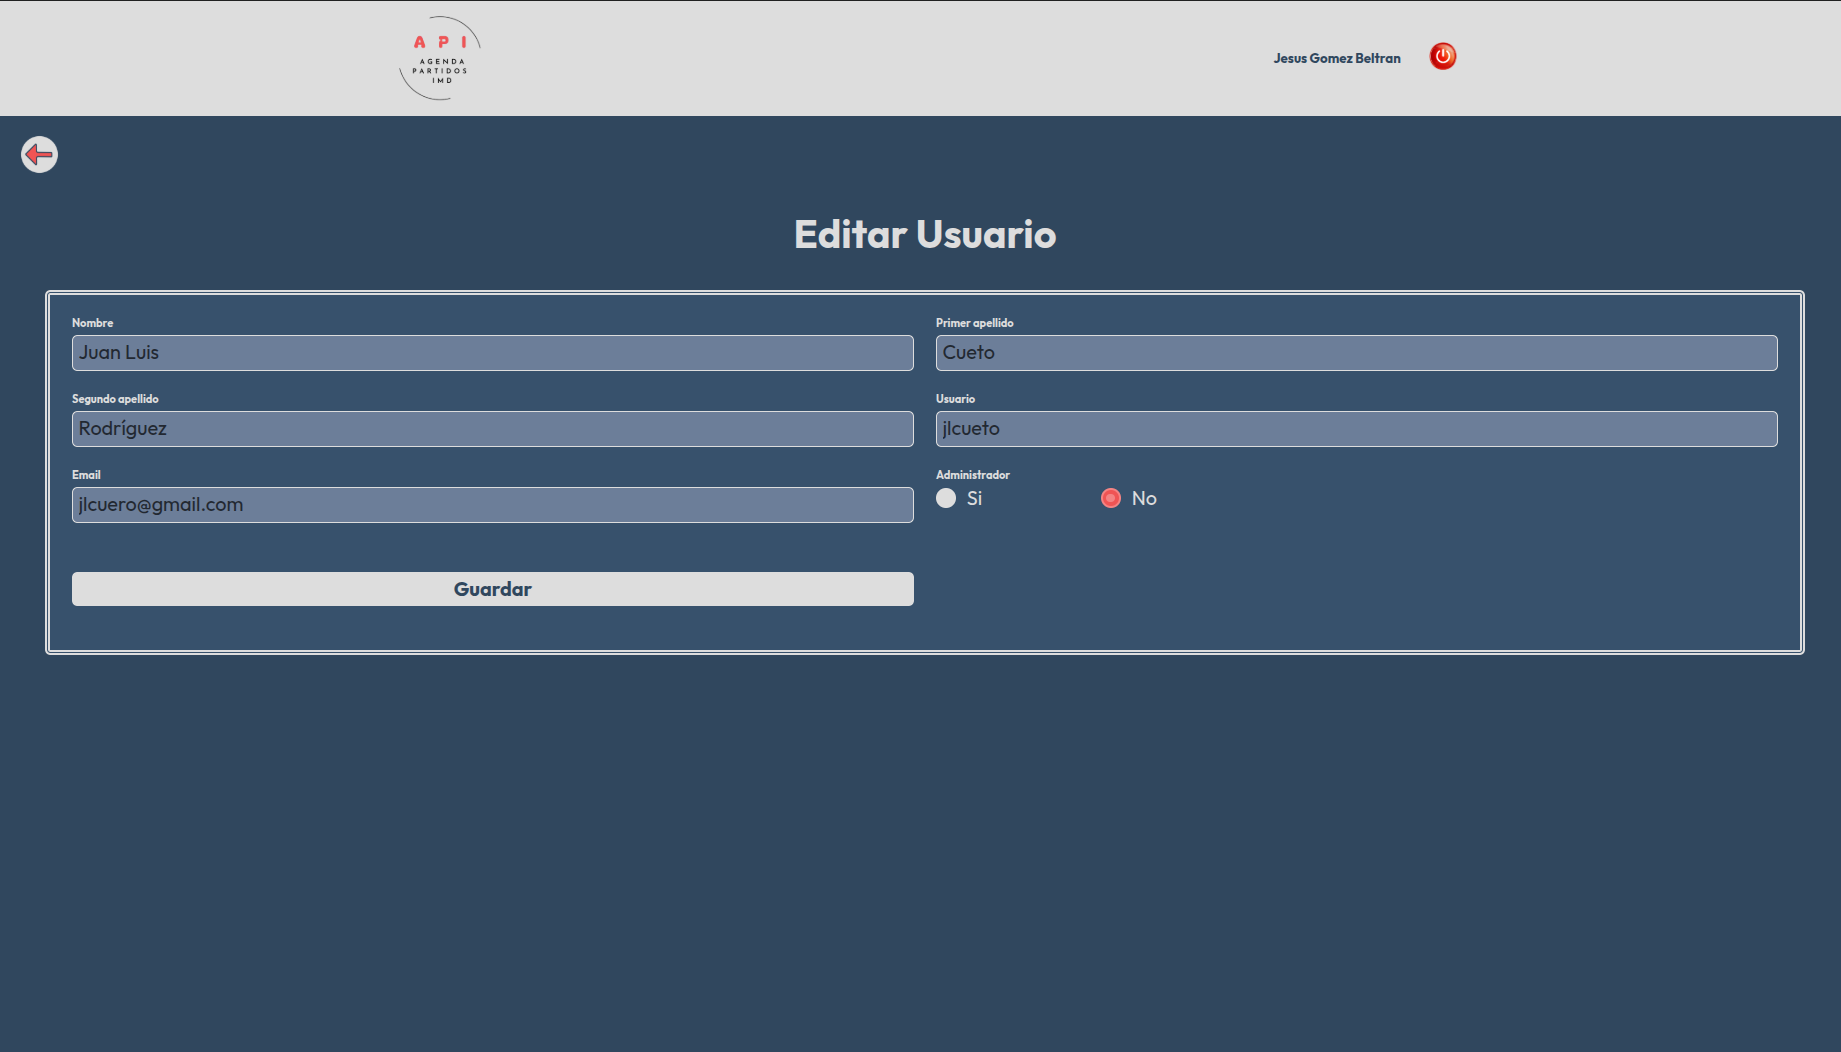 API
AGENDA
PARTIDOS
IMD
Jesus Gomez Beltran
Editar Usuario
Nombre
Juan Luis
Primer apellido
Cueto
Segundo apellido
Rodríguez
Usuario
jlcueto
Email
jlcuero@gmail.com
Administrador
Si
No
Guardar